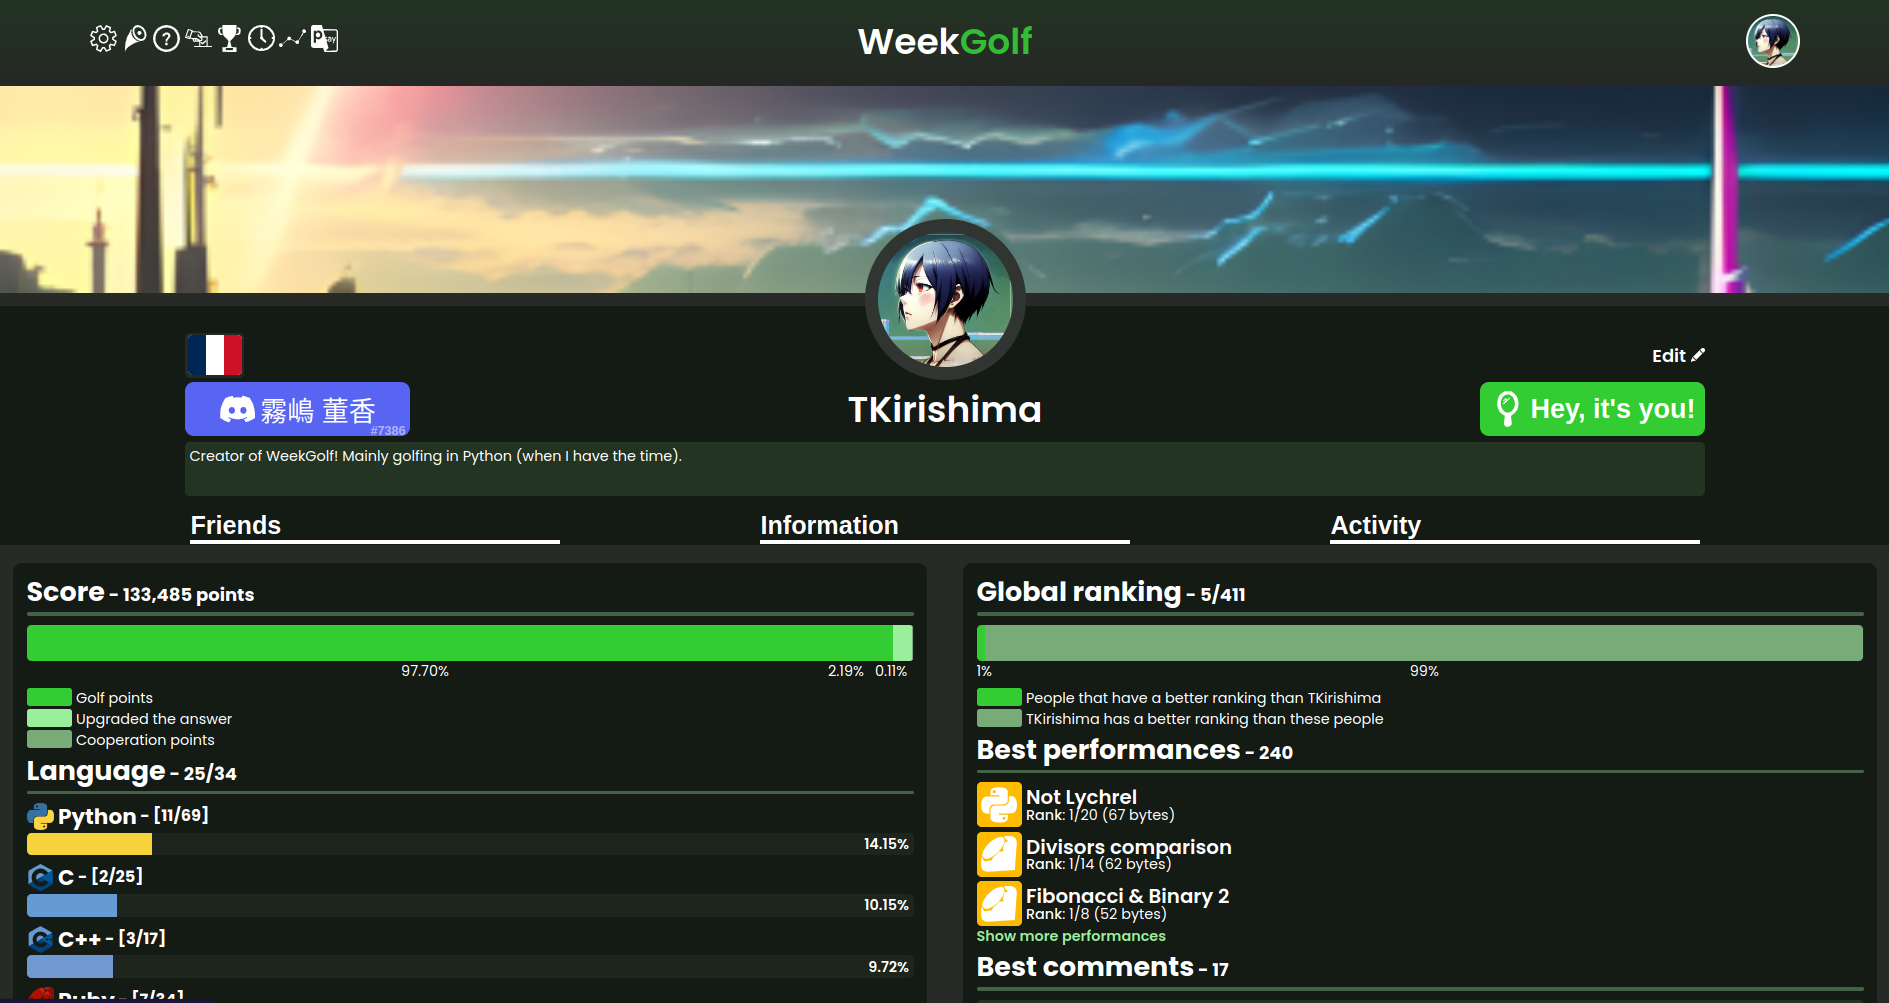 WeekGolf
霧嶋 董香
#7386
TKirishima
Edit
Hey, it's you!
Creator of WeekGolf! Mainly golfing in Python (when I have the time).
Friends
Information
Activity
Score - 133,485 points
97.70%
2.19%
0.11%
Golf points
Upgraded the answer
Cooperation points
Language - 25/34
Python - [11/69]
14.15%
C - [2/25]
10.15%
C++ - [3/17]
9.72%
Ruby - [7/34]
Global ranking - 5/411
1%
99%
People that have a better ranking than TKirishima
TKirishima has a better ranking than these people
Best performances - 240
Not Lychrel
Rank: 1/20 (67 bytes)
Divisors comparison
Rank: 1/14 (62 bytes)
Fibonacci & Binary 2
Rank: 1/8 (52 bytes)
Show more performances
Best comments - 17